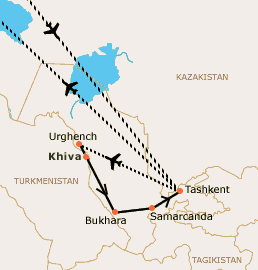 KAZAKISTAN
Urghench
Khiva
TURKMENISTAN
Tashkent
Samarcanda
Bukhara
TAGIKISTAN